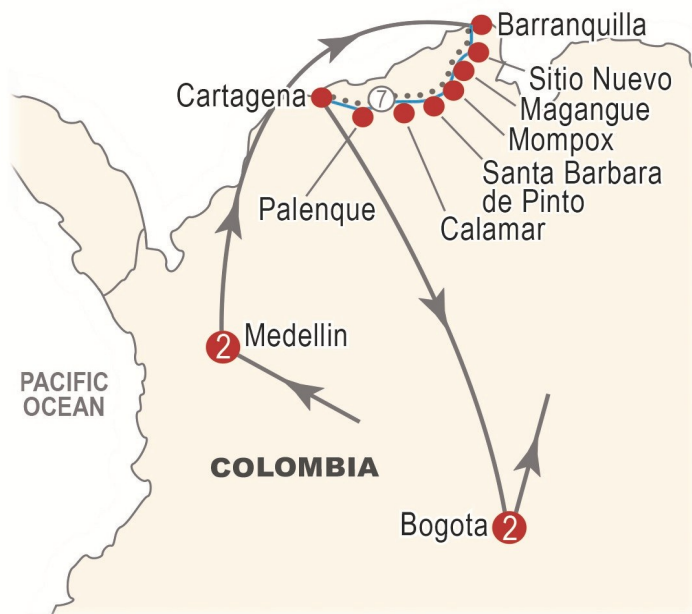 Barranquilla
Sitio Nuevo
Cartagena
7
Magangue
Mompox
Santa Barbara
de Pinto
Palenque
Calamar
2
Medellin
PACIFIC
OCEAN
COLOMBIA
Bogota
2